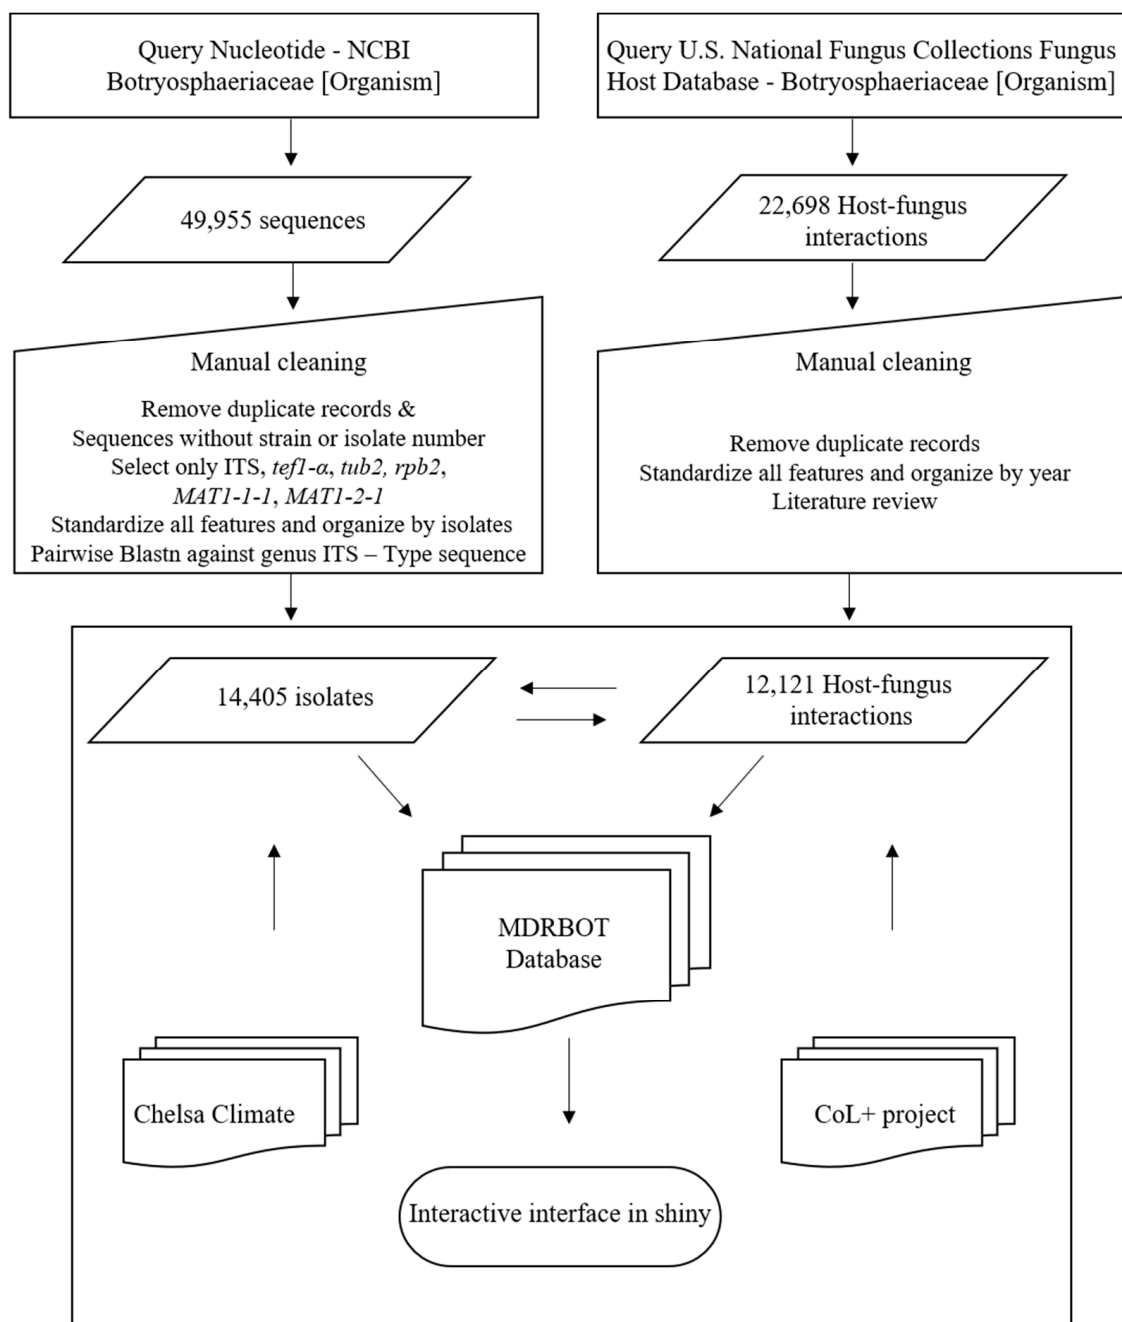 Query Nucleotide - NCBI
Botryosphaeriaceae [Organism]
Query U.S. National Fungus Collections Fungus
Host Database - Botryosphaeriaceae [Organism]
49,955 sequences
22,698 Host-fungus
interactions
Manual cleaning
Remove duplicate records &
Sequences without strain or isolate number
Select only ITS, tef1-α, tub2, rpb2,
MAT1-1-1, MAT1-2-1
Standardize all features and organize by isolates
Pairwise Blastn against genus ITS – Type sequence
Manual cleaning
Remove duplicate records
Standardize all features and organize by year
Literature review
14,405 isolates
12,121 Host-fungus
interactions
MDRBOT
Database
Chelsa Climate
CoL+ project
Interactive interface in shiny